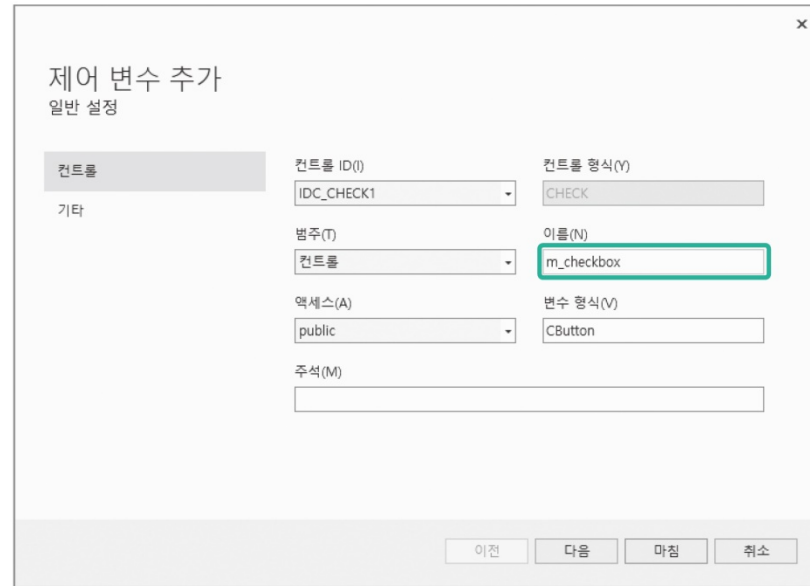 ×
제어 변수 추가
일반 설정
컨트롤
기타
컨트롤 ID(I)
컨트롤 형식(Y)
IDC_CHECK1
CHECK
범주(T)
이름(N)
컨트롤
m_checkbox
액세스(A)
변수 형식(V)
public
CButton
주석(M)
이전
다음
마침
취소